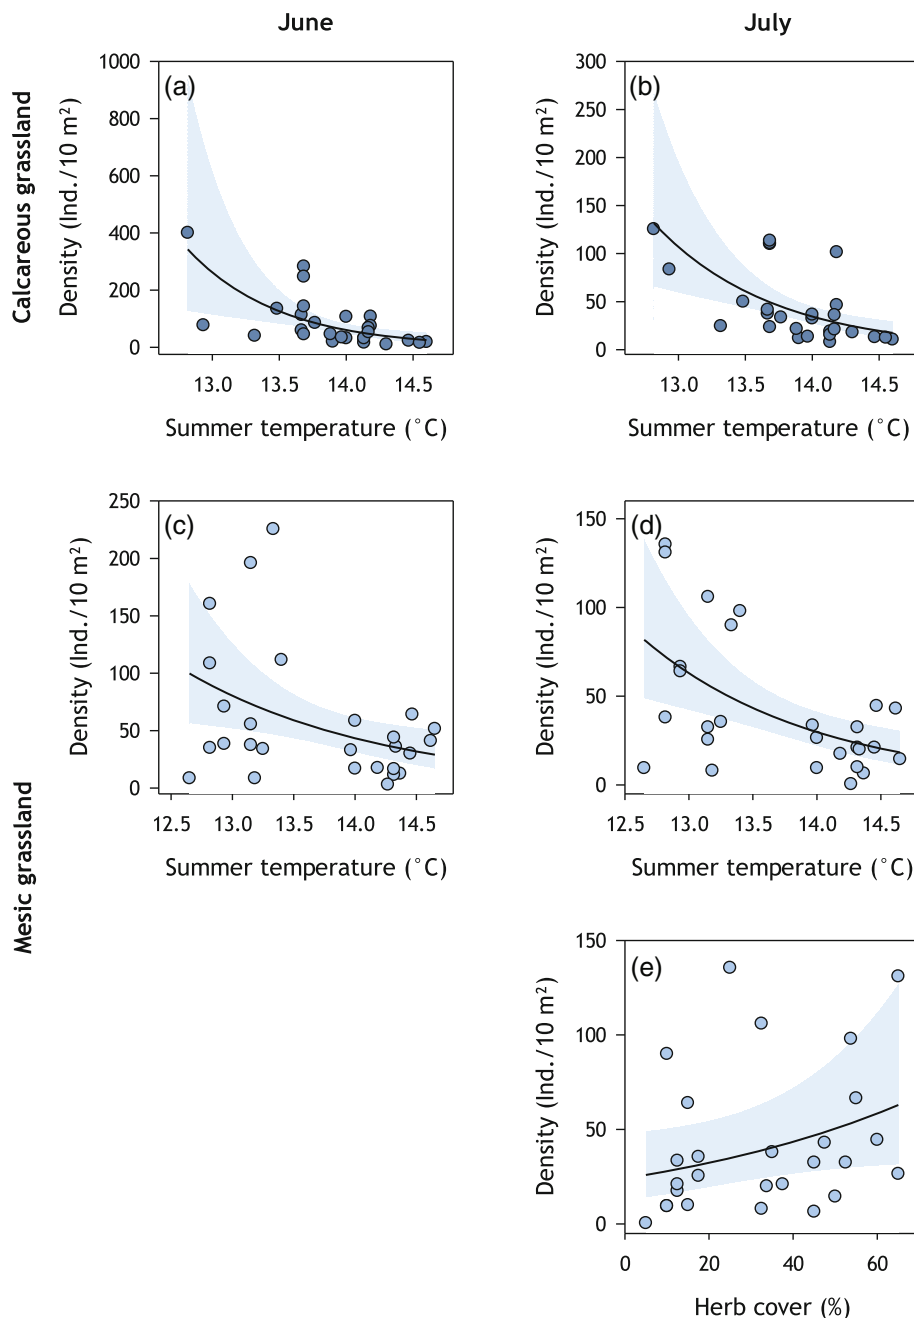 June
July
Calcareous grassland
Density (Ind./10 m²)
1000
800
600
400
200
0
(a)
13.0 13.5 14.0 14.5
Summer temperature (°C)
Density (Ind./10 m²)
300
250
200
150
100
50
0
(b)
13.0 13.5 14.0 14.5
Summer temperature (°C)
Mesic grassland
Density (Ind./10 m²)
250
200
150
100
50
0
(c)
12.5 13.0 13.5 14.0 14.5
Summer temperature (°C)
Density (Ind./10 m²)
150
100
50
0
(d)
12.5 13.0 13.5 14.0 14.5
Summer temperature (°C)
Density (Ind./10 m²)
150
100
50
0
(e)
0 20 40 60
Herb cover (%)